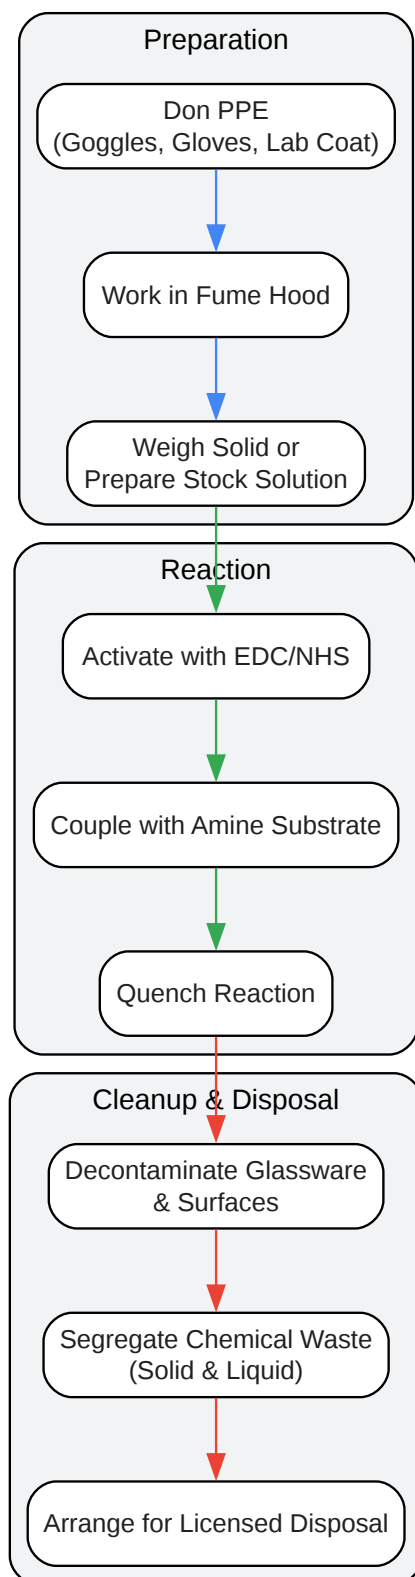 Preparation
Don PPE
(Goggles, Gloves, Lab Coat)
Work in Fume Hood
Weigh Solid or
Prepare Stock Solution
Reaction
Activate with EDC/NHS
Couple with Amine Substrate
Quench Reaction
Cleanup & Disposal
Decontaminate Glassware
& Surfaces
Segregate Chemical Waste
(Solid & Liquid)
Arrange for Licensed Disposal